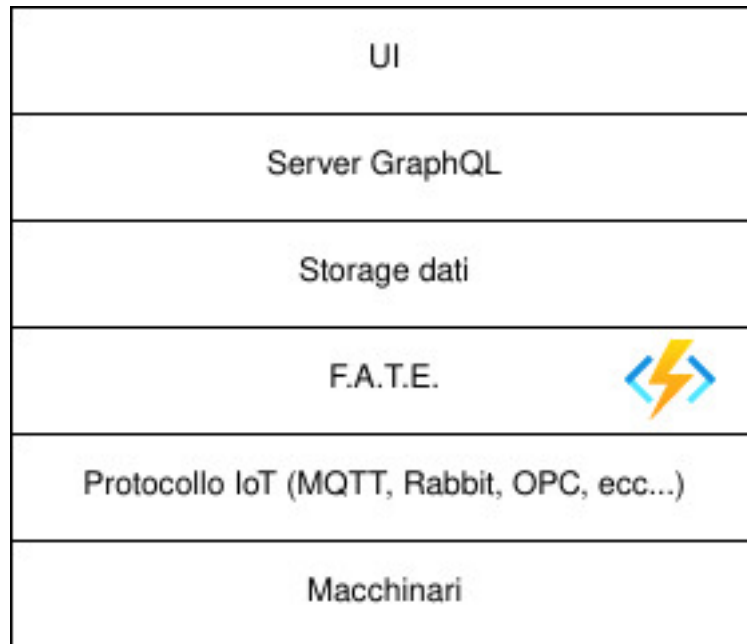 UI
Server GraphQL
Storage dati
F.A.T.E.
Protocollo IoT (MQTT, Rabbit, OPC, ecc...)
Macchinari